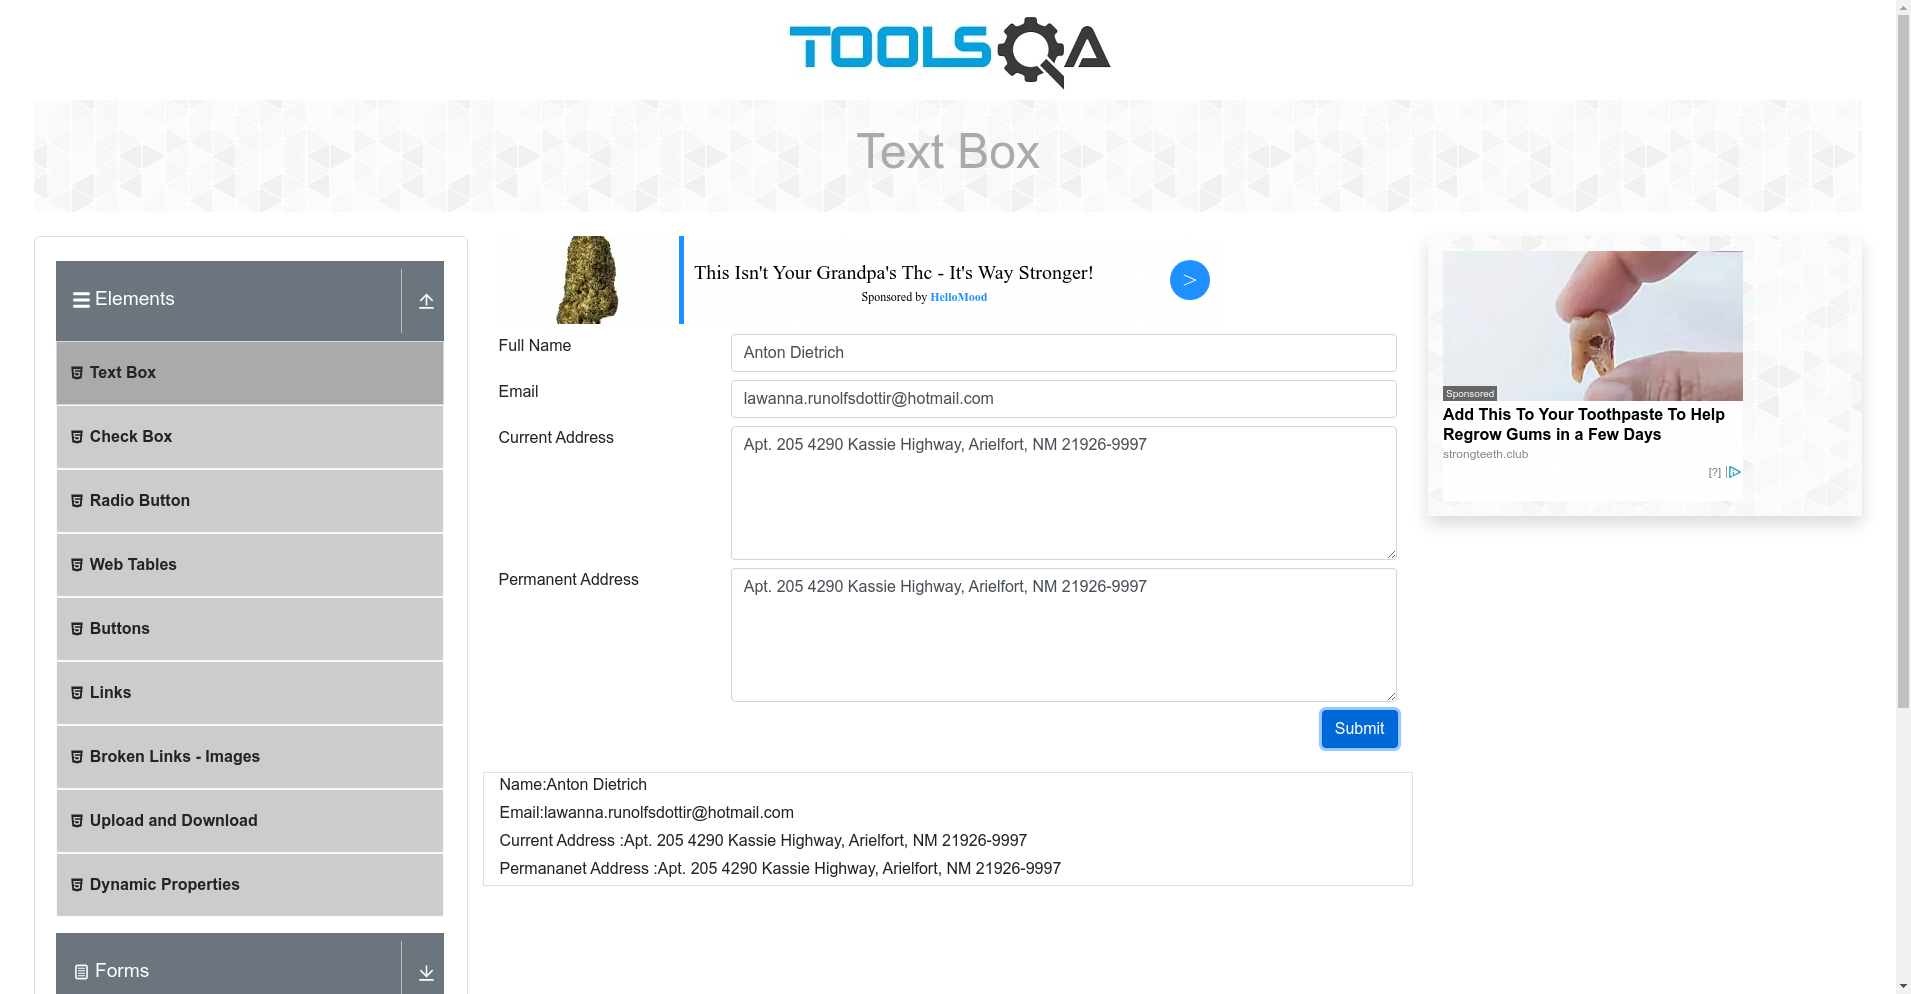 TOOLSQA
Text Box
Elements
Text Box
Check Box
Radio Button
Web Tables
Buttons
Links
Broken Links - Images
Upload and Download
Dynamic Properties
Forms
This Isn't Your Grandpa's Thc - It's Way Stronger!
Sponsored by HelloMood
>
Full Name
Anton Dietrich
Email
lawanna.runolfsdottir@hotmail.com
Current Address
Apt. 205 4290 Kassie Highway, Arielfort, NM 21926-9997
Permanent Address
Apt. 205 4290 Kassie Highway, Arielfort, NM 21926-9997
Submit
Name:Anton Dietrich
Email:lawanna.runolfsdottir@hotmail.com
Current Address :Apt. 205 4290 Kassie Highway, Arielfort, NM 21926-9997
Permananet Address :Apt. 205 4290 Kassie Highway, Arielfort, NM 21926-9997
Sponsored
Add This To Your Toothpaste To Help
Regrow Gums in a Few Days
strongteeth.club
[?]